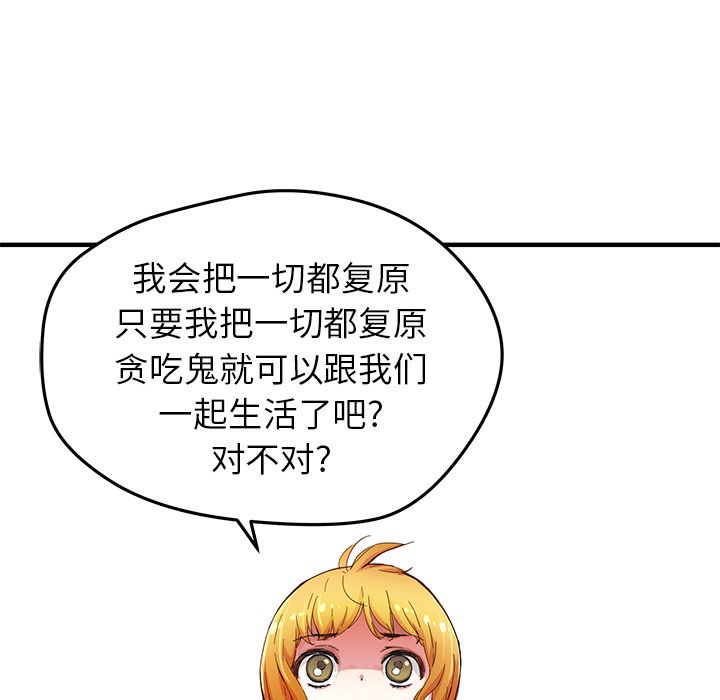 我会把一切都复原
只要我把一切都复原
贪吃鬼就可以跟我们
一起生活了吧?
对不对?